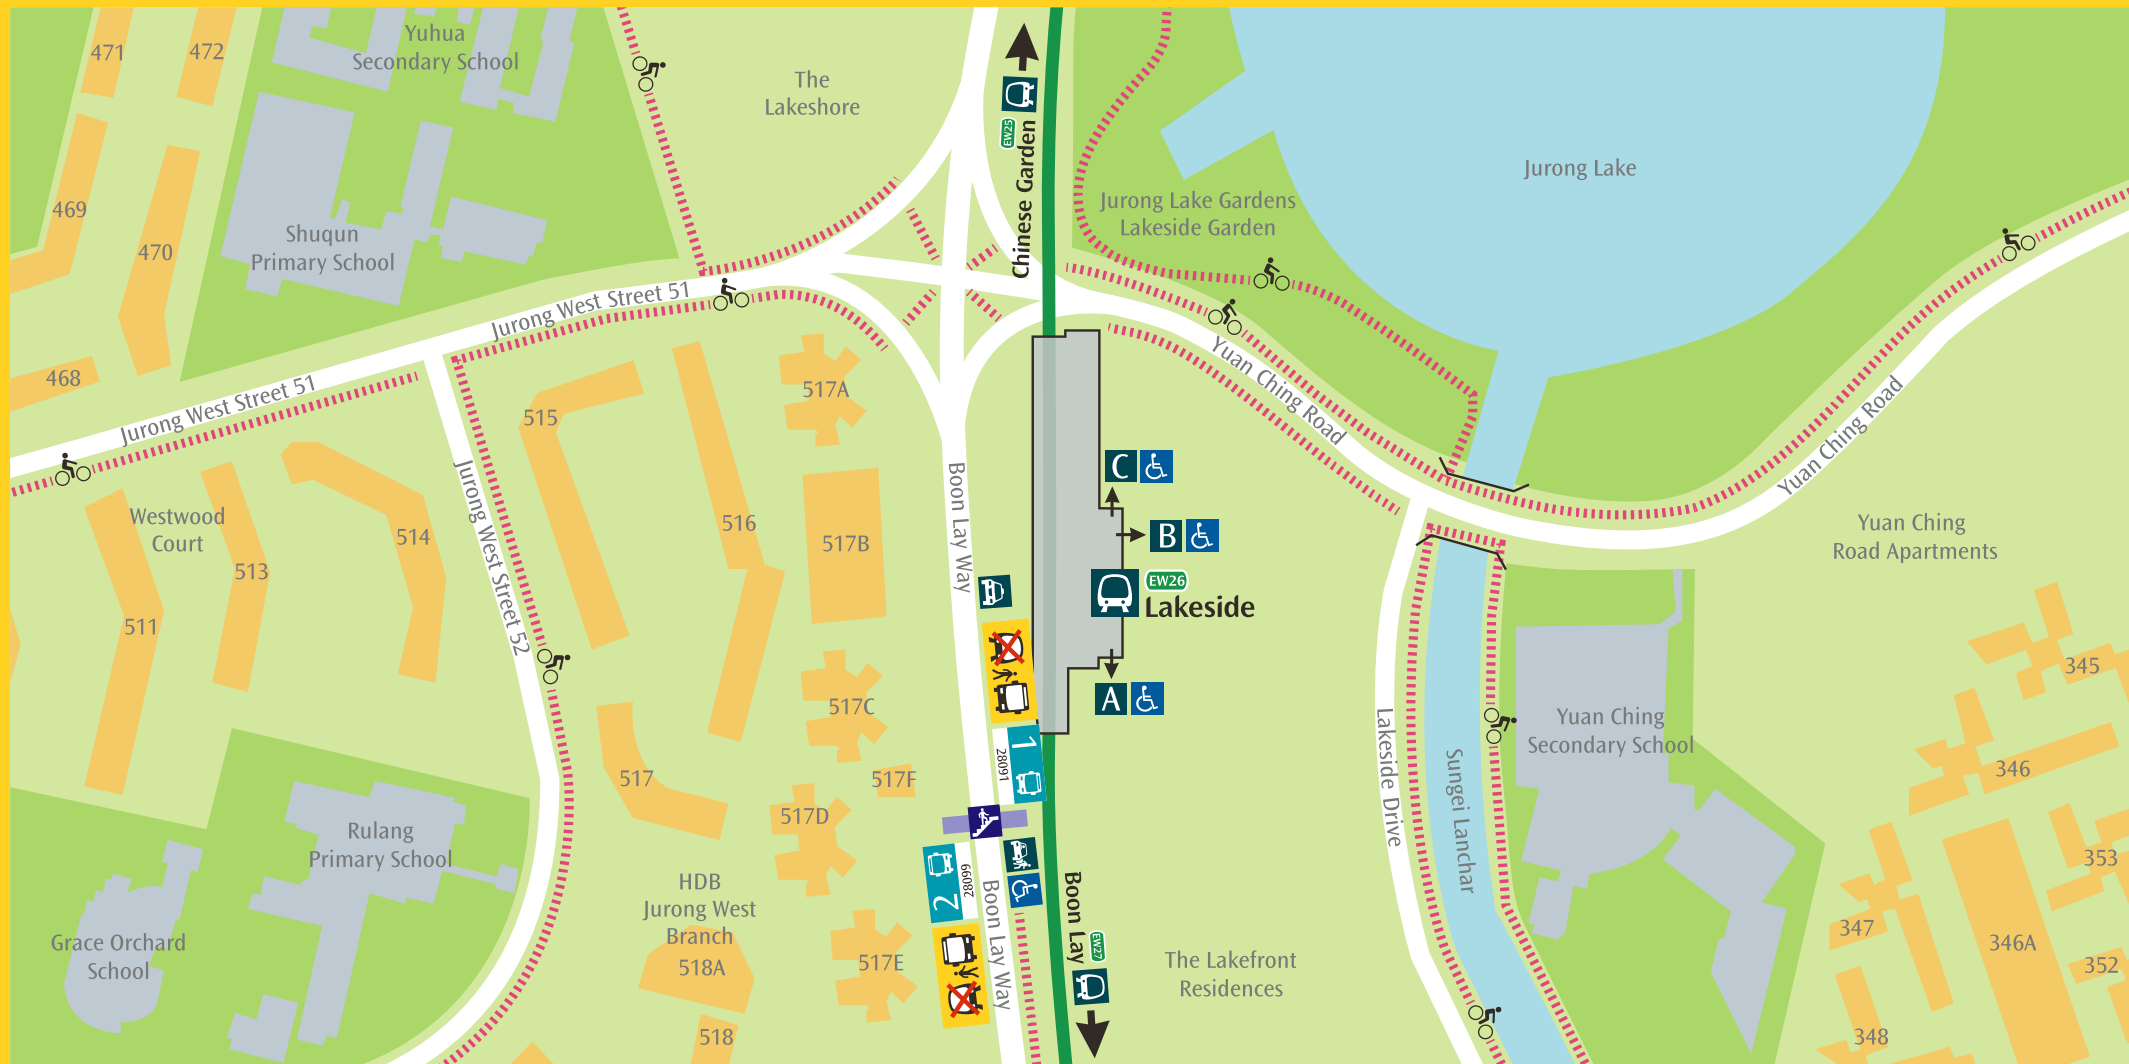 471
472
Yuhua
Secondary School
The
Lakeshore
EW25
Chinese Garden
Jurong Lake
469
470
Shuqun
Primary School
Jurong Lake Gardens
Lakeside Garden
Jurong West Street 51
468
Jurong West Street 51
515
517A
Yuan Ching Road
Yuan Ching Road
Westwood
Court
513
514
511
Jurong West Street 52
516
517B
Boon Lay Way
C
B
EW26
Lakeside
A
Yuan Ching
Road Apartments
345
346
Yuan Ching
Secondary School
Lakeside Drive
Sungei Lanchar
517C
517
517F
517D
1
28091
2
28099
Rulang
Primary School
Grace Orchard
School
HDB
Jurong West
Branch
518A
518
517E
Boon Lay Way
Boon Lay
EW27
The Lakefront
Residences
353
347
346A
352
348